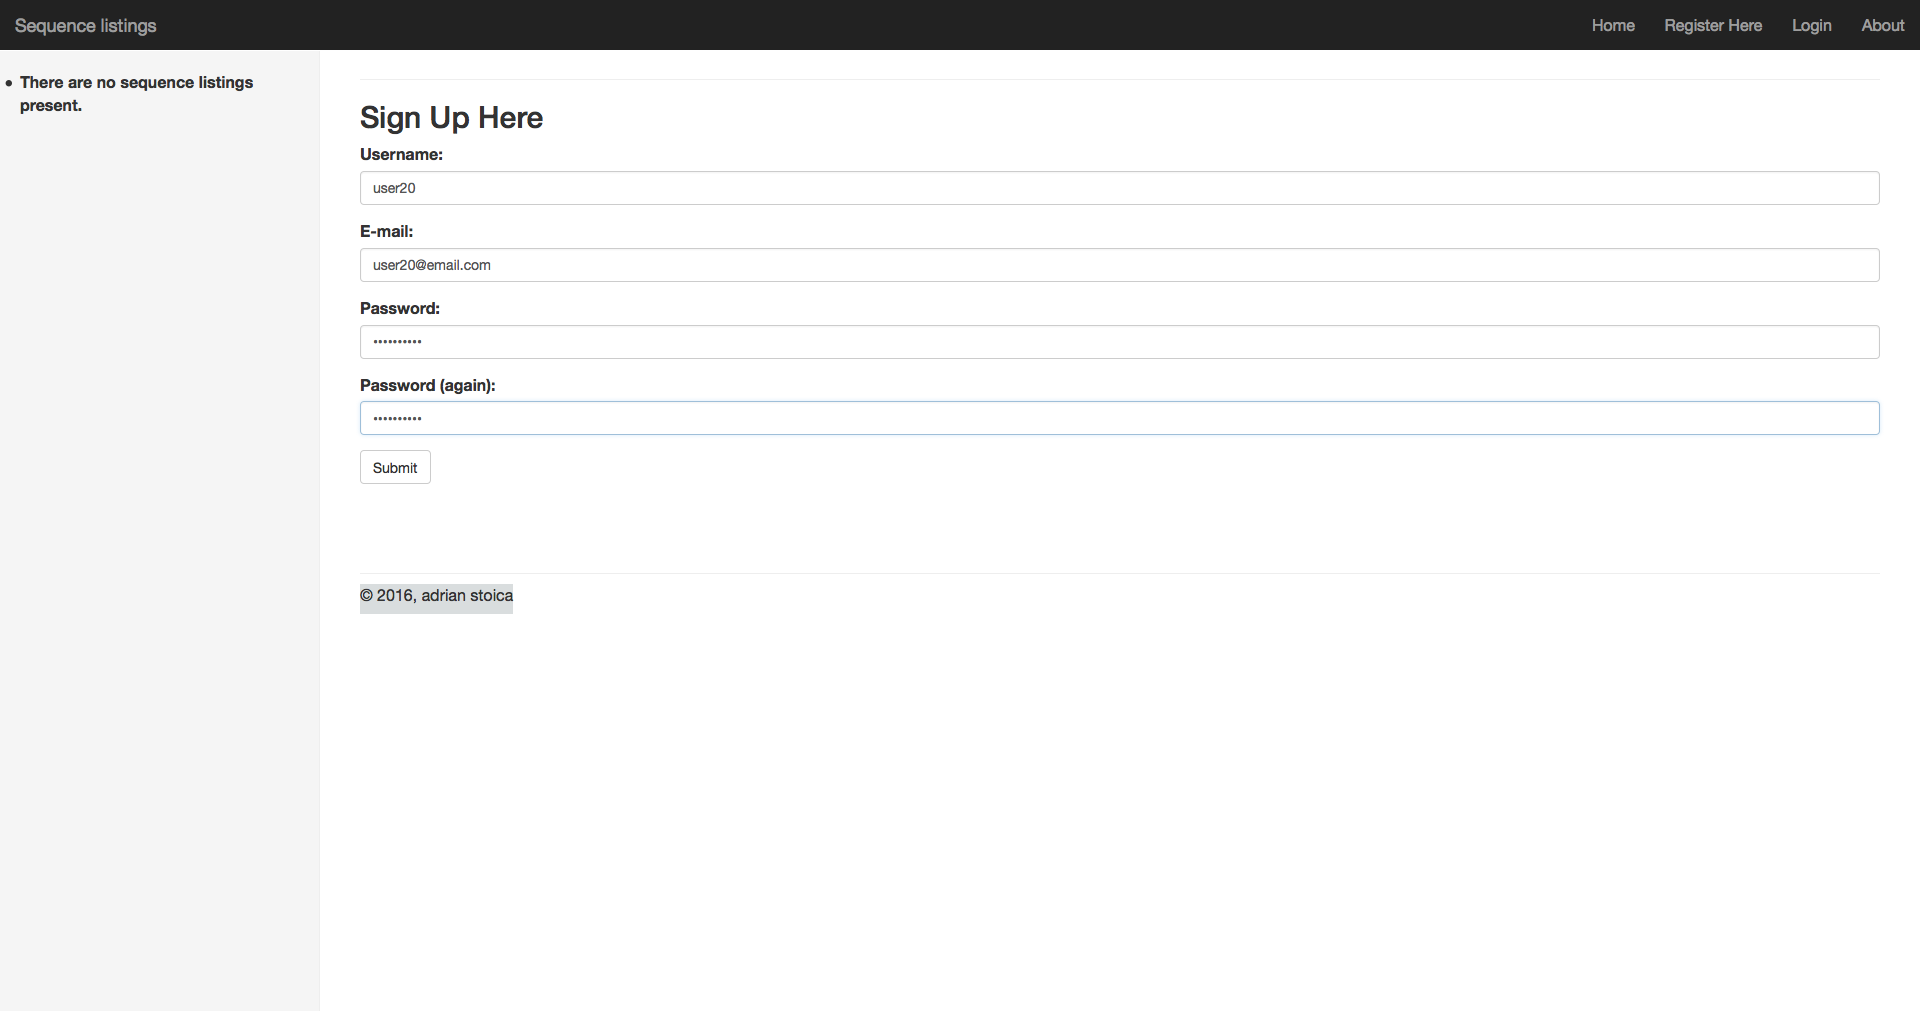 Sequence listings
Home
Register Here
Login
About
• There are no sequence listings
present.
Sign Up Here
Username:
user20
E-mail:
user20@email.com
Password:
••••••••••
Password (again):
••••••••••
Submit
© 2016, adrian stoica